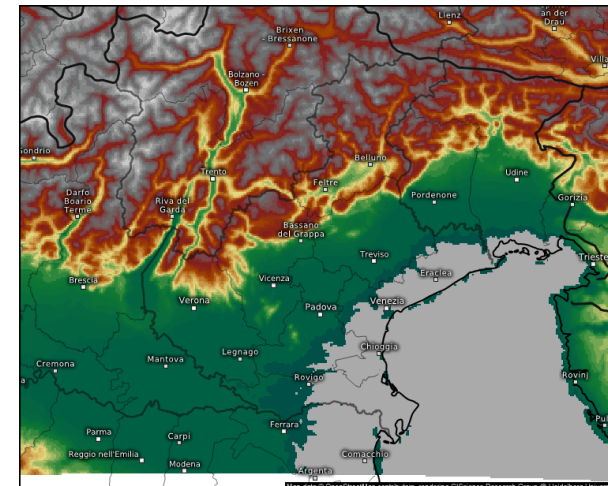 Lienz
an der
Drau
Brixen
- Bressanone
Villa
Bolzano -
Bozen
Sondrio
Belluno
Trento
Udine
Feltre
Darfo
Boario
Terme
Riva del
Garda
Pordenone
Gorizia
Bassano
del Grappa
Treviso
Trieste
Eraclea
Brescia
Vicenza
Verona
Padova
Venezia
Chioggia
Legnago
Mantova
Cremona
Rovigo
Rovinj
Pul
Ferrara
Parma
Carpi
Reggio nell'Emilia
Comacchio
Modena
Argenta